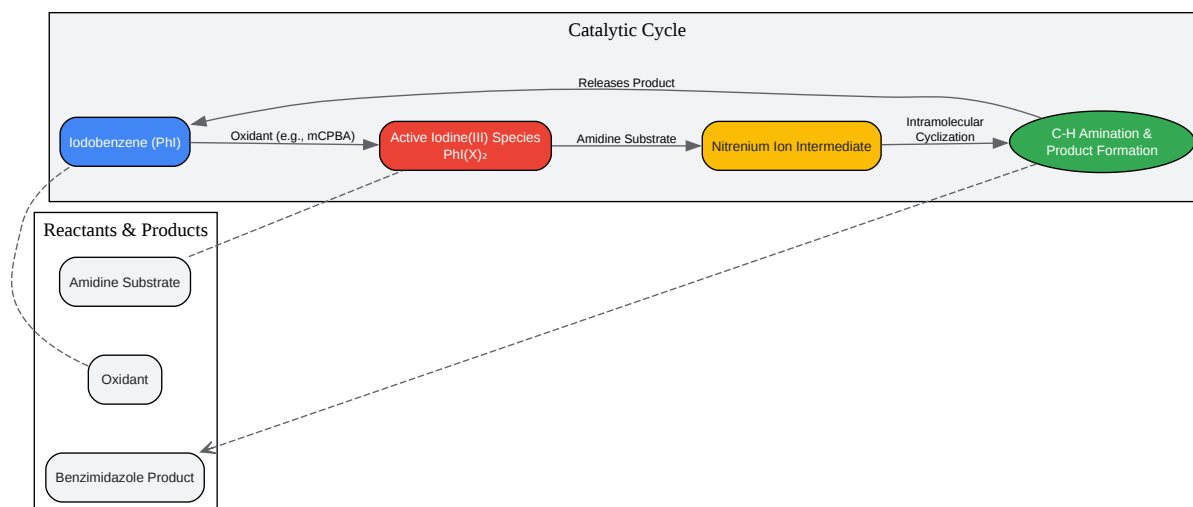 Catalytic Cycle
Releases Product
Iodobenzene (PhI)
Oxidant (e.g., mCPBA)
Active Iodine(III) Species
PhI(X)₂
Amidine Substrate
Nitrenium Ion Intermediate
Intramolecular
Cyclization
C-H Amination &
Product Formation
Reactants & Products
Amidine Substrate
Oxidant
Benzimidazole Product